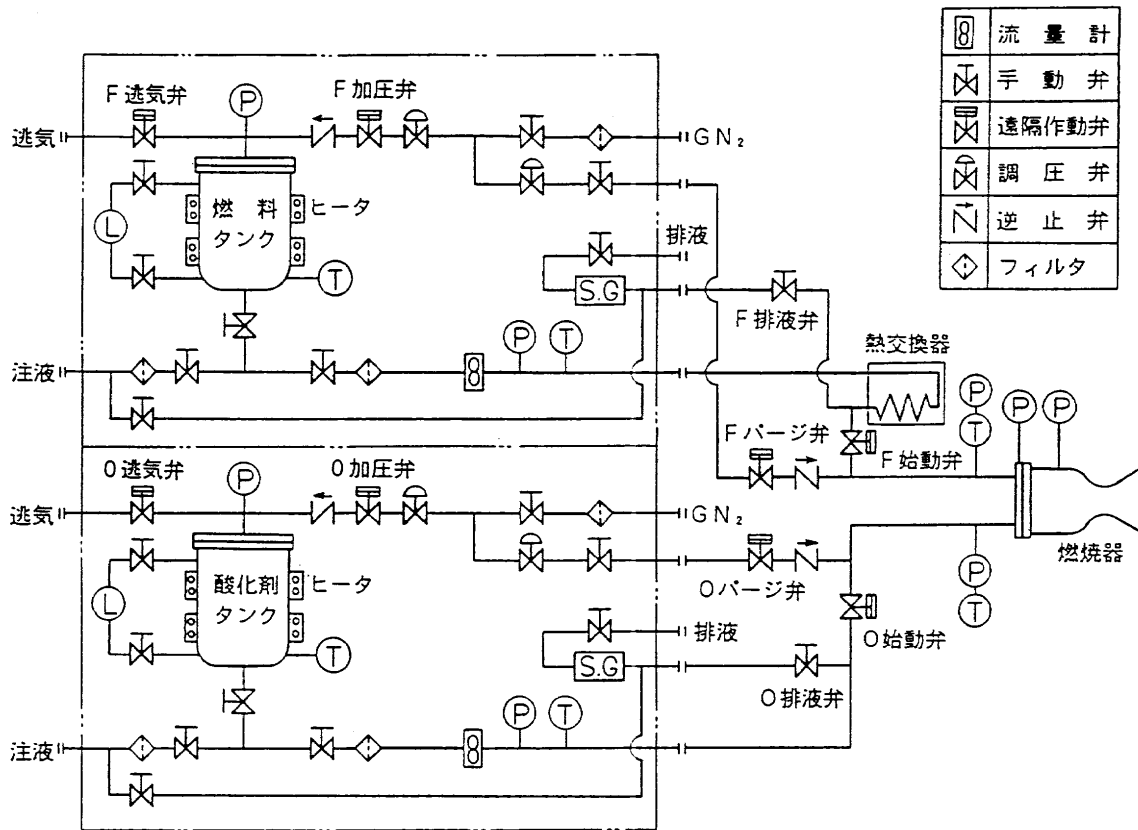 流量計
手動弁
遠隔作動弁
調圧弁
逆止弁
フィルタ
F逃気弁
P
F加圧弁
逃気
GN₂
燃料
タンク
ヒータ
L
T
排液
S.G
F排液弁
注液
P
T
熱交換器
P
T
P
P
Fパージ弁
F始動弁
O逃気弁
P
O加圧弁
逃気
GN₂
酸化剤
タンク
ヒータ
L
T
Oパージ弁
燃焼器
P
T
排液
S.G
O始動弁
O排液弁
P
T
注液